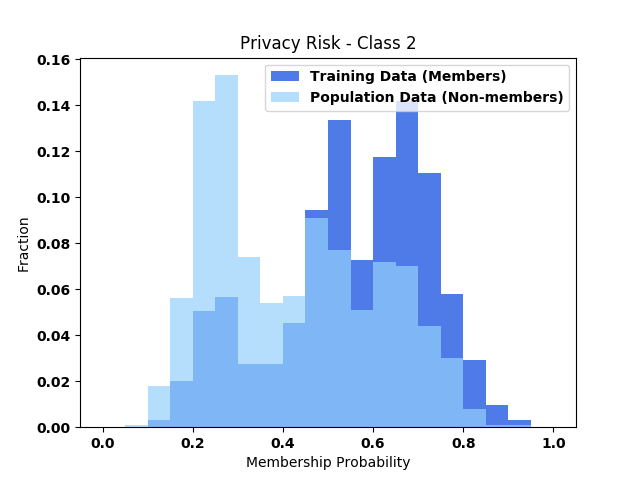 Privacy Risk - Class 2
Training Data (Members)
Population Data (Non-members)
0.16
0.14
0.12
0.10
0.08
0.06
0.04
0.02
0.00
Fraction
0.0 0.2 0.4 0.6 0.8 1.0
Membership Probability